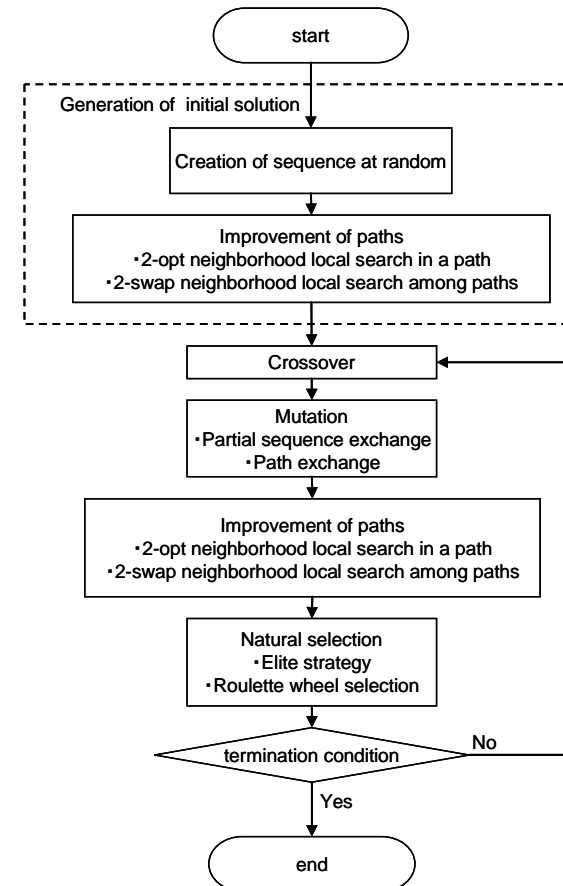 start
Generation of initial solution
Creation of sequence at random
Improvement of paths
・2-opt neighborhood local search in a path
・2-swap neighborhood local search among paths
Crossover
Mutation
・Partial sequence exchange
・Path exchange
Improvement of paths
・2-opt neighborhood local search in a path
・2-swap neighborhood local search among paths
Natural selection
・Elite strategy
・Roulette wheel selection
termination condition
No
Yes
end